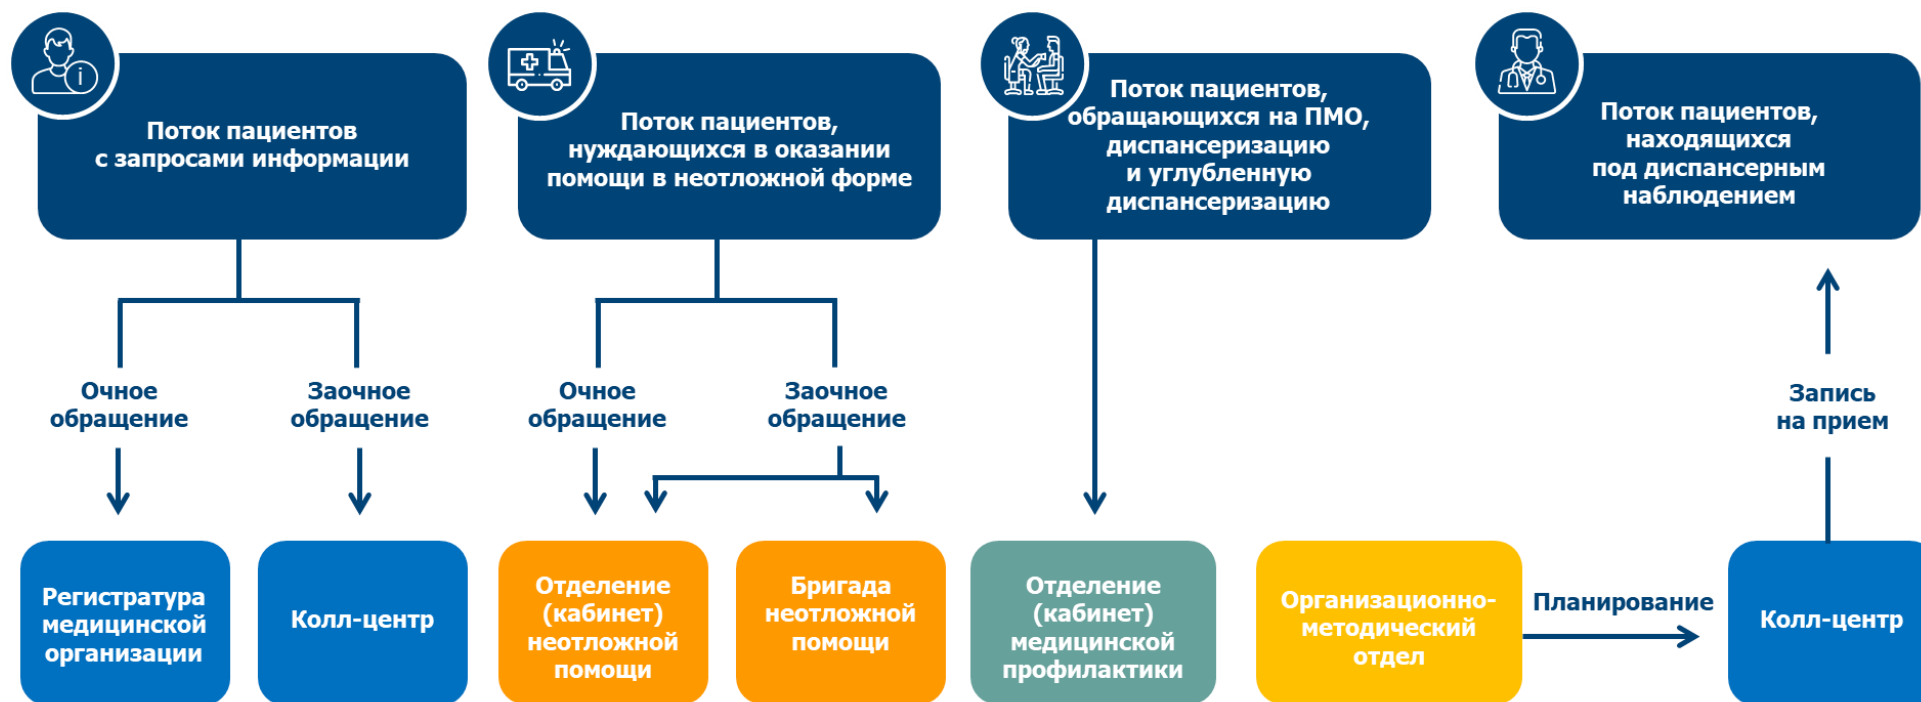 Поток пациентов
с запросами информации
Поток пациентов,
нуждающихся в оказании
помощи в неотложной форме
Поток пациентов,
обращающихся на ПМО,
диспансеризацию
и углубленную
диспансеризацию
Поток пациентов,
находящихся
под диспансерным
наблюдением
Очное
обращение
Заочное
обращение
Очное
обращение
Заочное
обращение
Запись
на прием
Регистратура
медицинской
организации
Колл-центр
Отделение
(кабинет)
неотложной
помощи
Бригада
неотложной
помощи
Отделение
(кабинет)
медицинской
профилактики
Организационно-
методический
отдел
Планирование
Колл-центр